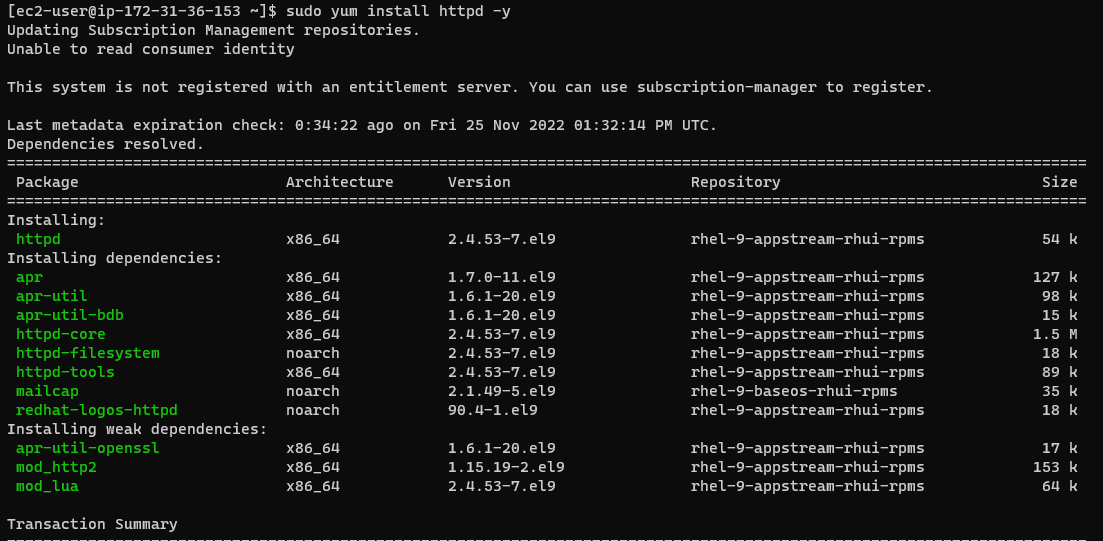 [ec2-user@ip-172-31-36-153 ~]$ sudo yum install httpd -y
Updating Subscription Management repositories.
Unable to read consumer identity
This system is not registered with an entitlement server. You can use subscription-manager to register.
Last metadata expiration check: 0:34:22 ago on Fri 25 Nov 2022 01:32:14 PM UTC.
Dependencies resolved.
================================================================================
Package Architecture Version Repository Size
================================================================================
Installing:
httpd x86_64 2.4.53-7.el9 rhel-9-appstream-rhui-rpms 54 k
Installing dependencies:
apr x86_64 1.7.0-11.el9 rhel-9-appstream-rhui-rpms 127 k
apr-util x86_64 1.6.1-20.el9 rhel-9-appstream-rhui-rpms 98 k
apr-util-bdb x86_64 1.6.1-20.el9 rhel-9-appstream-rhui-rpms 15 k
httpd-core x86_64 2.4.53-7.el9 rhel-9-appstream-rhui-rpms 1.5 M
httpd-filesystem noarch 2.4.53-7.el9 rhel-9-appstream-rhui-rpms 18 k
httpd-tools x86_64 2.4.53-7.el9 rhel-9-appstream-rhui-rpms 89 k
mailcap noarch 2.1.49-5.el9 rhel-9-baseos-rhui-rpms 35 k
redhat-logos-httpd noarch 90.4-1.el9 rhel-9-appstream-rhui-rpms 18 k
Installing weak dependencies:
apr-util-openssl x86_64 1.6.1-20.el9 rhel-9-appstream-rhui-rpms 17 k
mod_http2 x86_64 1.15.19-2.el9 rhel-9-appstream-rhui-rpms 153 k
mod_lua x86_64 2.4.53-7.el9 rhel-9-appstream-rhui-rpms 64 k
Transaction Summary